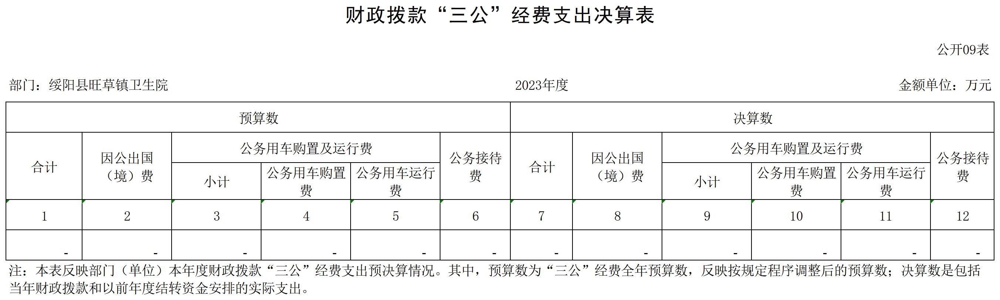 财政拨款“三公”经费支出决算表
公开09表
部门：绥阳县旺草镇卫生院 2023年度 金额单位：万元
预算数 决算数
合计 因公出国（境）费 公务用车购置及运行费 公务接待费 合计 因公出国（境）费 公务用车购置及运行费 公务接待费
小计 公务用车购置费 公务用车运行费 小计 公务用车购置费 公务用车运行费
1 2 3 4 5 6 7 8 9 10 11 12
- - - - - - - - - - - -
注：本表反映部门（单位）本年度财政拨款“三公”经费支出预决算情况。其中，预算数为“三公”经费全年预算数，反映按规定程序调整后的预算数；决算数是包括
当年财政拨款和以前年度结转资金安排的实际支出。